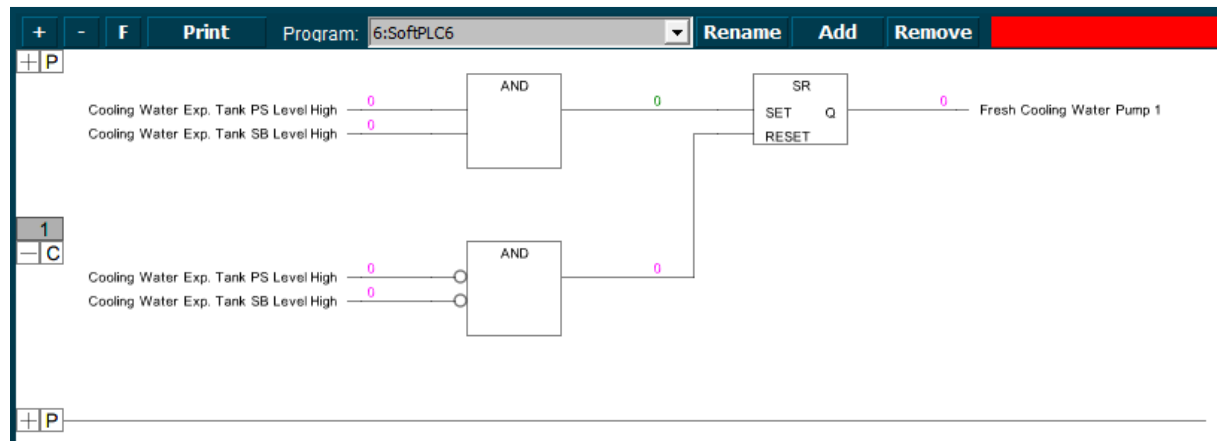 + - F Print Program: 6:SoftPLC6 Rename Add Remove
+ P
AND SR
Cooling Water Exp. Tank PS Level High 0 0 SET Q 0 Fresh Cooling Water Pump 1
Cooling Water Exp. Tank SB Level High 0 RESET
1
- C
AND
Cooling Water Exp. Tank PS Level High 0 0
Cooling Water Exp. Tank SB Level High 0
+ P